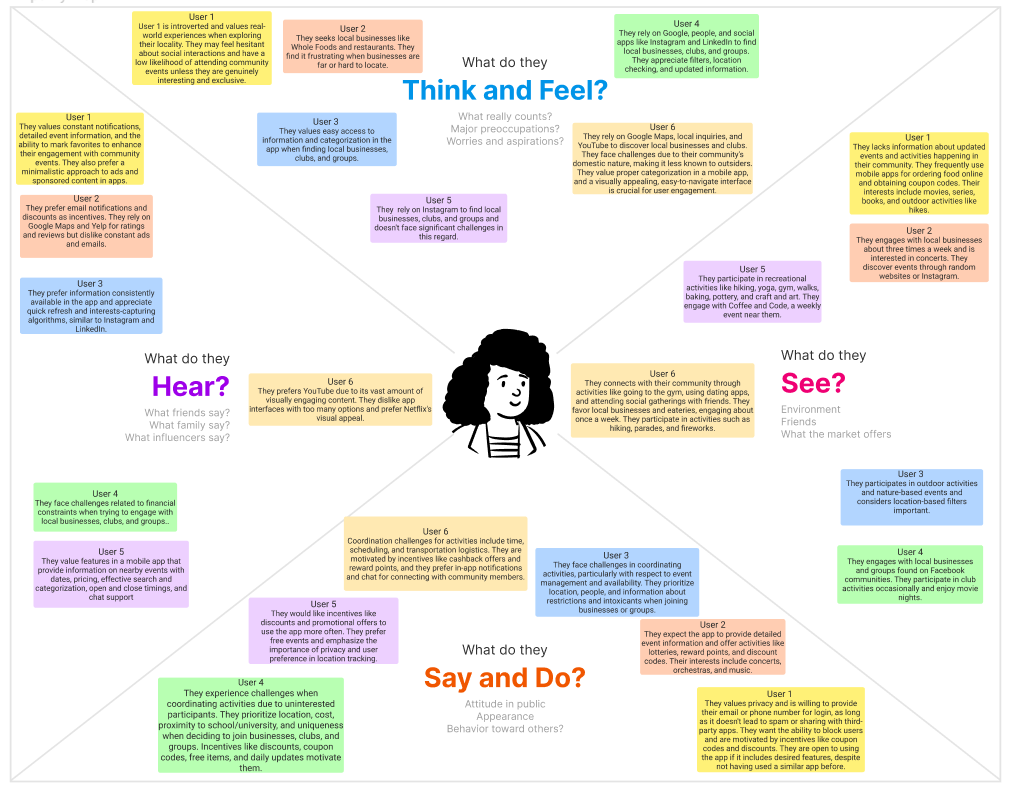 User 1
User 1 is introverted and values real-
world experiences when exploring
their locality. They may feel hesitant
about social interactions and have a
low likelihood of attending community
events unless they are genuinely
interesting and exclusive.
User 2
They seeks local businesses like
Whole Foods and restaurants. They
find it frustrating when businesses are
far or hard to locate.
User 4
They rely on Google, people, and social
apps like Instagram and LinkedIn to find
local businesses, clubs, and groups.
They appreciate filters, location
checking, and updated information.
What do they
Think and Feel?
What really counts?
Major preoccupations?
Worries and aspirations?
User 3
They values easy access to
information and categorization in the
app when finding local businesses,
clubs, and groups.
User 6
They rely on Google Maps, local inquiries, and
YouTube to discover local businesses and clubs.
They face challenges due to their community's
domestic nature, making it less known to outsiders.
They value proper categorization in a mobile app,
and a visually appealing, easy-to-navigate interface
is crucial for user engagement.
User 5
They rely on Instagram to find local
businesses, clubs, and groups and
doesn't face significant challenges in
this regard.
User 1
They values constant notifications,
detailed event information, and the
ability to mark favorites to enhance
their engagement with community
events. They also prefer a
minimalistic approach to ads and
sponsored content in apps.
User 2
They prefer email notifications and
discounts as incentives. They rely on
Google Maps and Yelp for ratings
and reviews but dislike constant ads
and emails.
User 3
They prefer information consistently
available in the app and appreciate
quick refresh and interests-capturing
algorithms, similar to Instagram and
LinkedIn.
What do they
Hear?
What friends say?
What family say?
What influencers say?
User 6
They prefers YouTube due to its vast amount of
visually engaging content. They dislike app
interfaces with too many options and prefer Netflix's
visual appeal.
User 4
They face challenges related to financial
constraints when trying to engage with
local businesses, clubs, and groups..
User 5
They value features in a mobile app that
provide information on nearby events with
dates, pricing, effective search and
categorization, open and close timings, and
chat support
User 1
They lacks information about updated
events and activities happening in
their community. They frequently use
mobile apps for ordering food online
and obtaining coupon codes. Their
interests include movies, series,
books, and outdoor activities like
hikes.
User 2
They engages with local businesses
about three times a week and is
interested in concerts. They
discover events through random
websites or Instagram.
User 5
They participate in recreational
activities like hiking, yoga, gym, walks,
baking, pottery, and craft and art. They
engage with Coffee and Code, a weekly
event near them.
What do they
See?
Environment
Friends
What the market offers
User 6
They connects with their community through
activities like going to the gym, using dating apps,
and attending social gatherings with friends. They
favor local businesses and eateries, engaging about
once a week. They participate in activities such as
hiking, parades, and fireworks.
User 3
They participates in outdoor activities
and nature-based events and
considers location-based filters
important.
User 4
They engages with local businesses
and groups found on Facebook
communities. They participate in club
activities occasionally and enjoy movie
nights.
User 6
Coordination challenges for activities include time,
scheduling, and transportation logistics. They are
motivated by incentives like cashback offers and
reward points, and they prefer in-app notifications
and chat for connecting with community members.
User 3
They face challenges in coordinating
activities, particularly with respect to event
management and availability. They prioritize
location, people, and information about
restrictions and intoxicants when joining
businesses or groups.
User 5
They would like incentives like
discounts and promotional offers to
use the app more often. They prefer
free events and emphasize the
importance of privacy and user
preference in location tracking.
User 2
They expect the app to provide detailed
event information and offer activities like
lotteries, reward points, and discount
codes. Their interests include concerts,
orchestras, and music.
What do they
Say and Do?
Attitude in public
Appearance
Behavior toward others?
User 4
They experience challenges when
coordinating activities due to uninterested
participants. They prioritize location, cost,
proximity to school/university, and uniqueness
when deciding to join businesses, clubs, and
groups. Incentives like discounts, coupon
codes, free items, and daily updates motivate
them.
User 1
They values privacy and is willing to provide
their email or phone number for login, as long
as it doesn't lead to spam or sharing with third-
party apps. They want the ability to block users
and are motivated by incentives like coupon
codes and discounts. They are open to using
the app if it includes desired features, despite
not having used a similar app before.